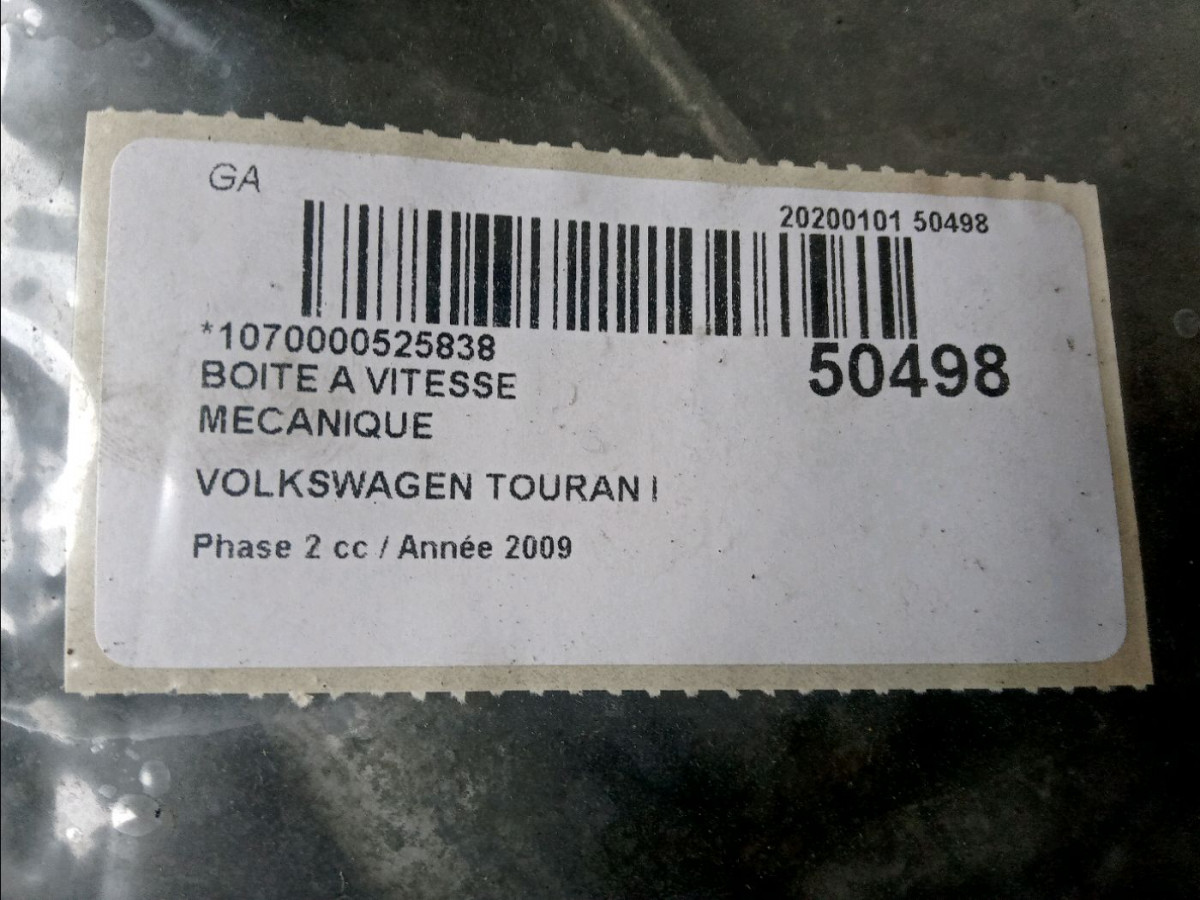 GA
20200101 50498
*1070000525838
50498
BOITE A VITESSE
MECANIQUE
VOLKSWAGEN TOURAN I
Phase 2 cc / Année 2009